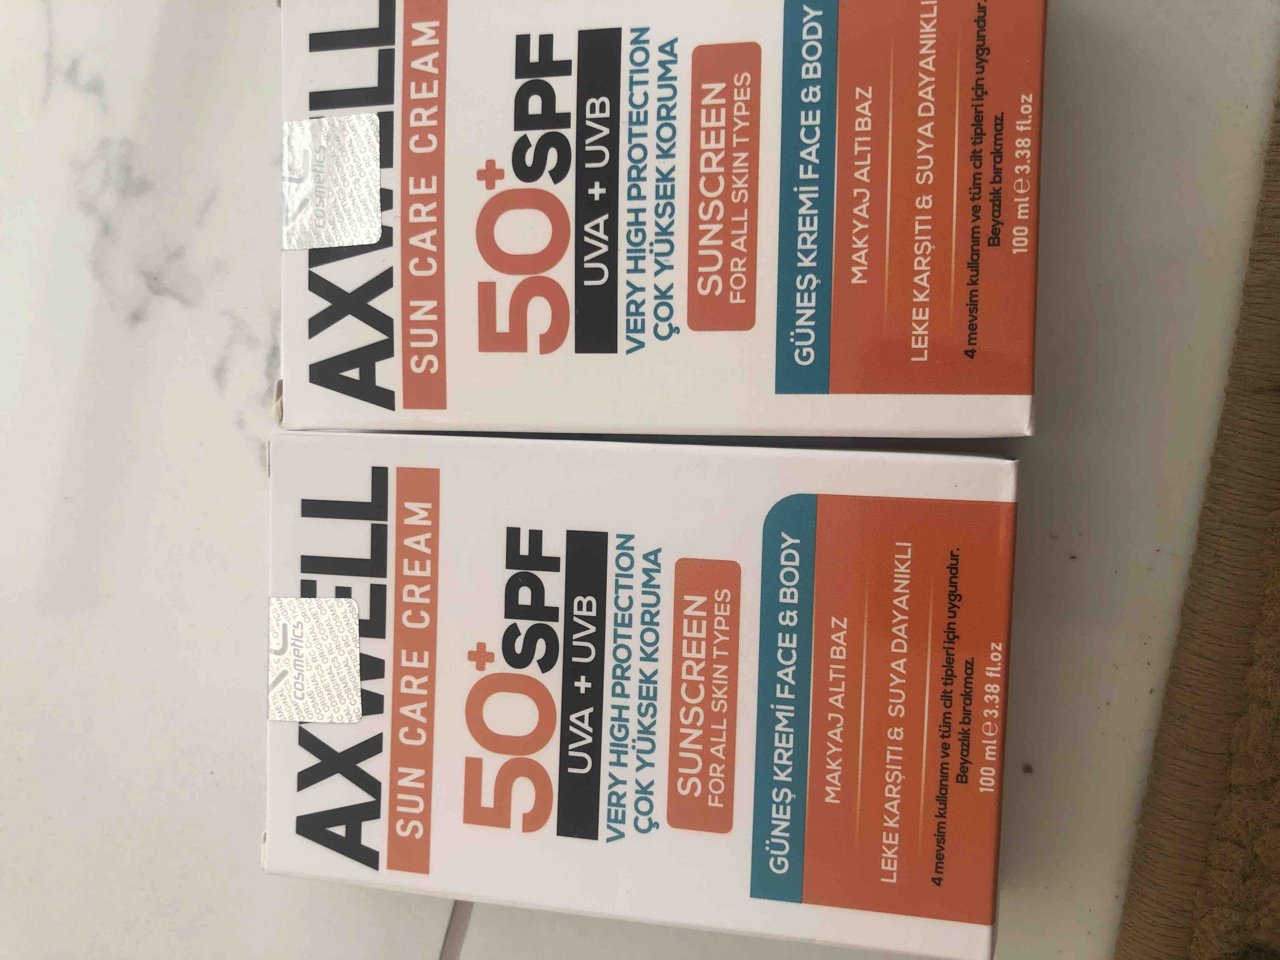 AXWELL
cosmetics
SUN CARE CREAM
50+ SPF
UVA + UVB
VERY HIGH PROTECTION
ÇOK YÜKSEK KORUMA
SUNSCREEN
FOR ALL SKIN TYPES
GÜNEŞ KREMİ FACE & BODY
MAKYAJ ALTI BAZ
LEKE KARŞITI & SUYA DAYANIKLI
4 mevsim kullanım ve tüm cilt tipleri için uygundur.
Beyazlık bırakmaz.
100 ml ℮ 3.38 fl.oz
AXWELL
cosmetics
SUN CARE CREAM
50+ SPF
UVA + UVB
VERY HIGH PROTECTION
ÇOK YÜKSEK KORUMA
SUNSCREEN
FOR ALL SKIN TYPES
GÜNEŞ KREMİ FACE & BODY
MAKYAJ ALTI BAZ
LEKE KARŞITI & SUYA DAYANIKLI
4 mevsim kullanım ve tüm cilt tipleri için uygundur.
Beyazlık bırakmaz.
100 ml ℮ 3.38 fl.oz